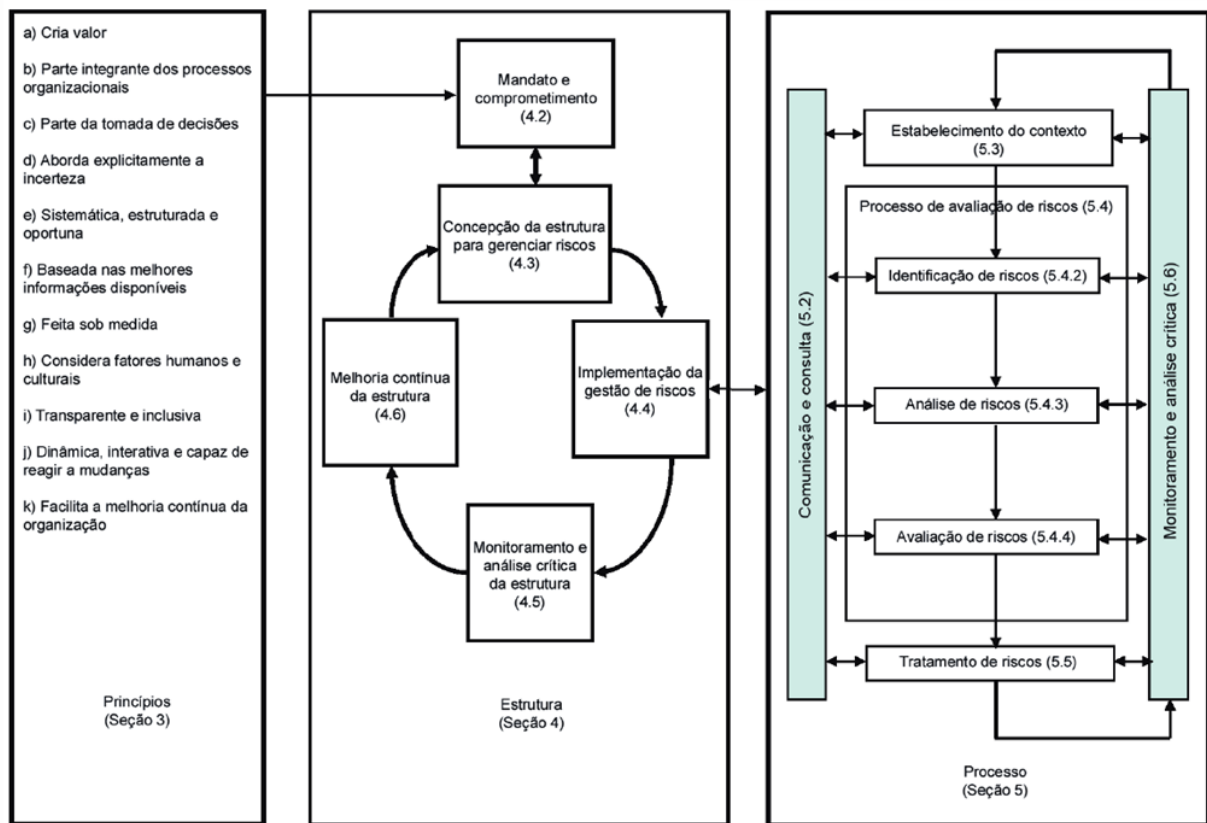 a) Cria valor
b) Parte integrante dos processos
organizacionais
c) Parte da tomada de decisões
d) Aborda explicitamente a
incerteza
e) Sistemática, estruturada e
oportuna
f) Baseada nas melhores
informações disponíveis
g) Feita sob medida
h) Considera fatores humanos e
culturais
i) Transparente e inclusiva
j) Dinâmica, interativa e capaz de
reagir a mudanças
k) Facilita a melhoria contínua da
organização
Princípios
(Seção 3)
Mandato e
comprometimento
(4.2)
Concepção da estrutura
para gerenciar riscos
(4.3)
Melhoria contínua
da estrutura
(4.6)
Implementação da
gestão de riscos
(4.4)
Monitoramento e
análise crítica
da estrutura
(4.5)
Estrutura
(Seção 4)
Comunicação e consulta (5.2)
Estabelecimento do contexto
(5.3)
Processo de avaliação de riscos (5.4)
Identificação de riscos (5.4.2)
Análise de riscos (5.4.3)
Avaliação de riscos (5.4.4)
Tratamento de riscos (5.5)
Monitoramento e análise crítica (5.6)
Processo
(Seção 5)